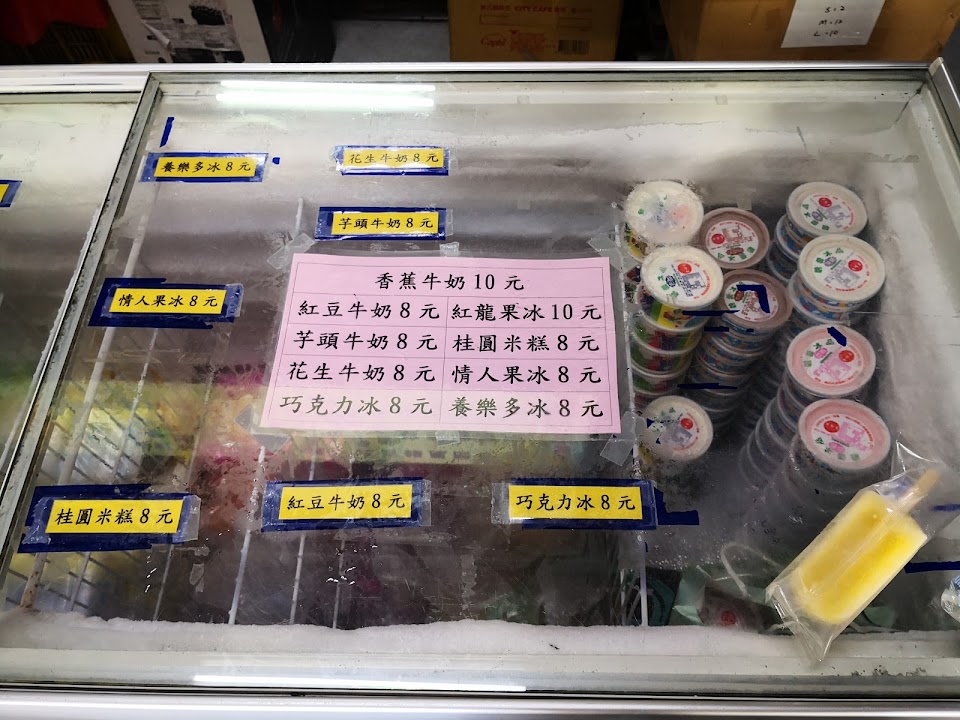 CITY CAFE
S.2
M.12
L.10
養樂多冰8元
花生牛奶8元
芋頭牛奶8元
情人果冰8元
香蕉牛奶10元
紅豆牛奶8元 紅龍果冰10元
芋頭牛奶8元 桂圓米糕8元
花生牛奶8元 情人果冰8元
巧克力冰8元 養樂多冰8元
桂圓米糕8元
紅豆牛奶8元
巧克力冰8元